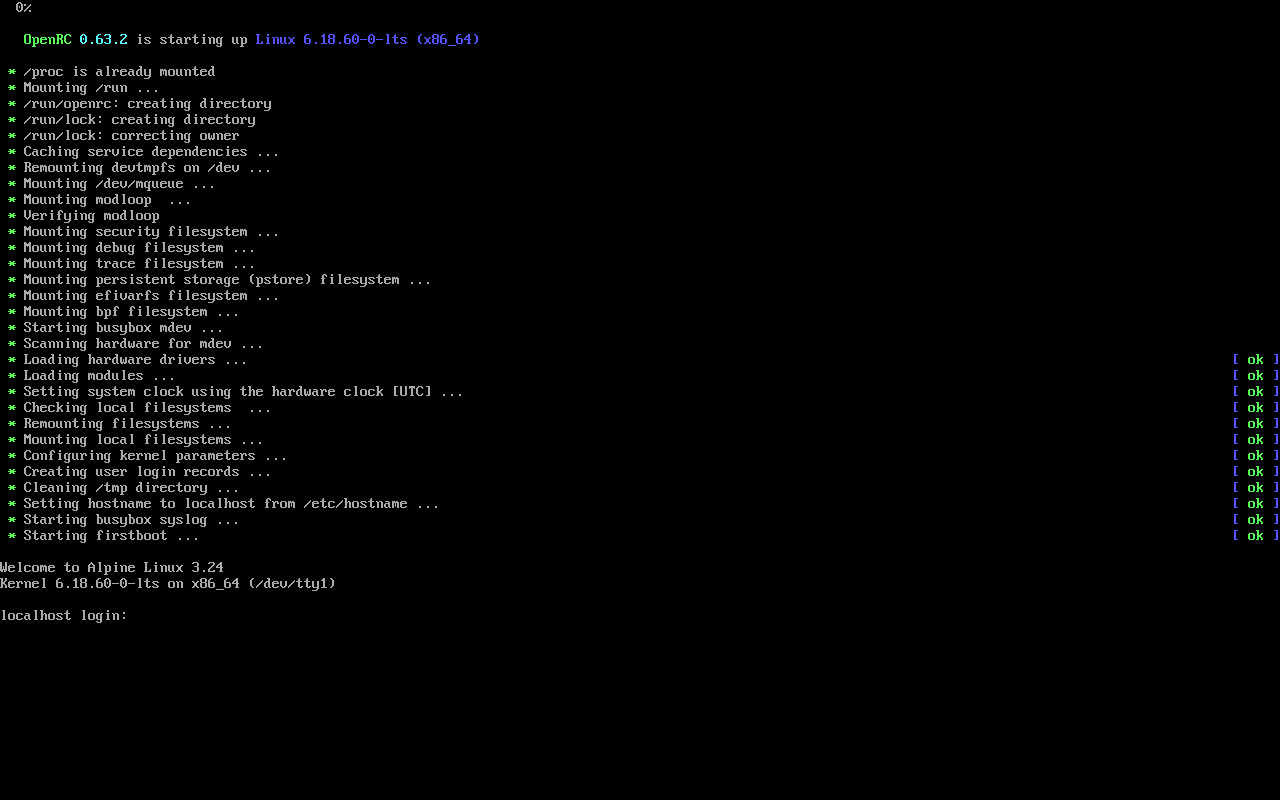 0%
OpenRC 0.63.2 is starting up Linux 6.18.60-0-lts (x86_64)
* /proc is already mounted
* Mounting /run ...
* /run/openrc: creating directory
* /run/lock: creating directory
* /run/lock: correcting owner
* Caching service dependencies ...
* Remounting devtmpfs on /dev ...
* Mounting /dev/mqueue ...
* Mounting modloop  ...
* Verifying modloop
* Mounting security filesystem ...
* Mounting debug filesystem ...
* Mounting trace filesystem ...
* Mounting persistent storage (pstore) filesystem ...
* Mounting efivarfs filesystem ...
* Mounting bpf filesystem ...
* Starting busybox mdev ...
* Scanning hardware for mdev ...
* Loading hardware drivers ... [ ok ]
* Loading modules ... [ ok ]
* Setting system clock using the hardware clock [UTC] ... [ ok ]
* Checking local filesystems  ... [ ok ]
* Remounting filesystems ... [ ok ]
* Mounting local filesystems ... [ ok ]
* Configuring kernel parameters ... [ ok ]
* Creating user login records ... [ ok ]
* Cleaning /tmp directory ... [ ok ]
* Setting hostname to localhost from /etc/hostname ... [ ok ]
* Starting busybox syslog ... [ ok ]
* Starting firstboot ... [ ok ]
Welcome to Alpine Linux 3.24
Kernel 6.18.60-0-lts on x86_64 (/dev/tty1)
localhost login: